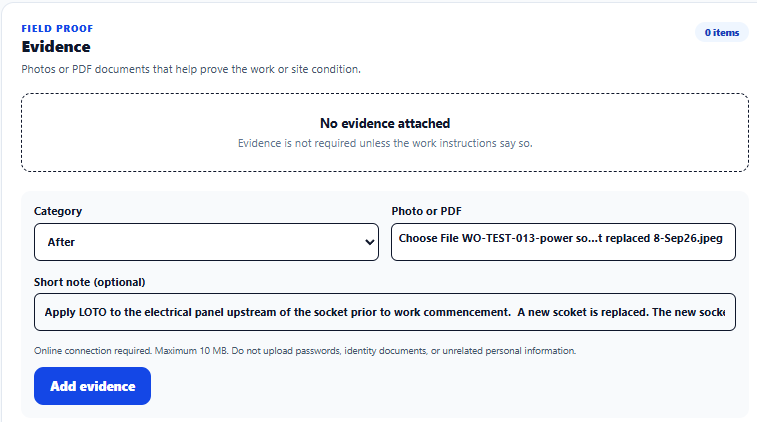 FIELD PROOF
0 items
Evidence
Photos or PDF documents that help prove the work or site condition.
No evidence attached
Evidence is not required unless the work instructions say so.
Category
Photo or PDF
After
Choose File WO-TEST-013-power so...t replaced 8-Sep26.jpeg
Short note (optional)
Apply LOTO to the electrical panel upstream of the socket prior to work commencement.  A new scoket is replaced. The new socke
Online connection required. Maximum 10 MB. Do not upload passwords, identity documents, or unrelated personal information.
Add evidence